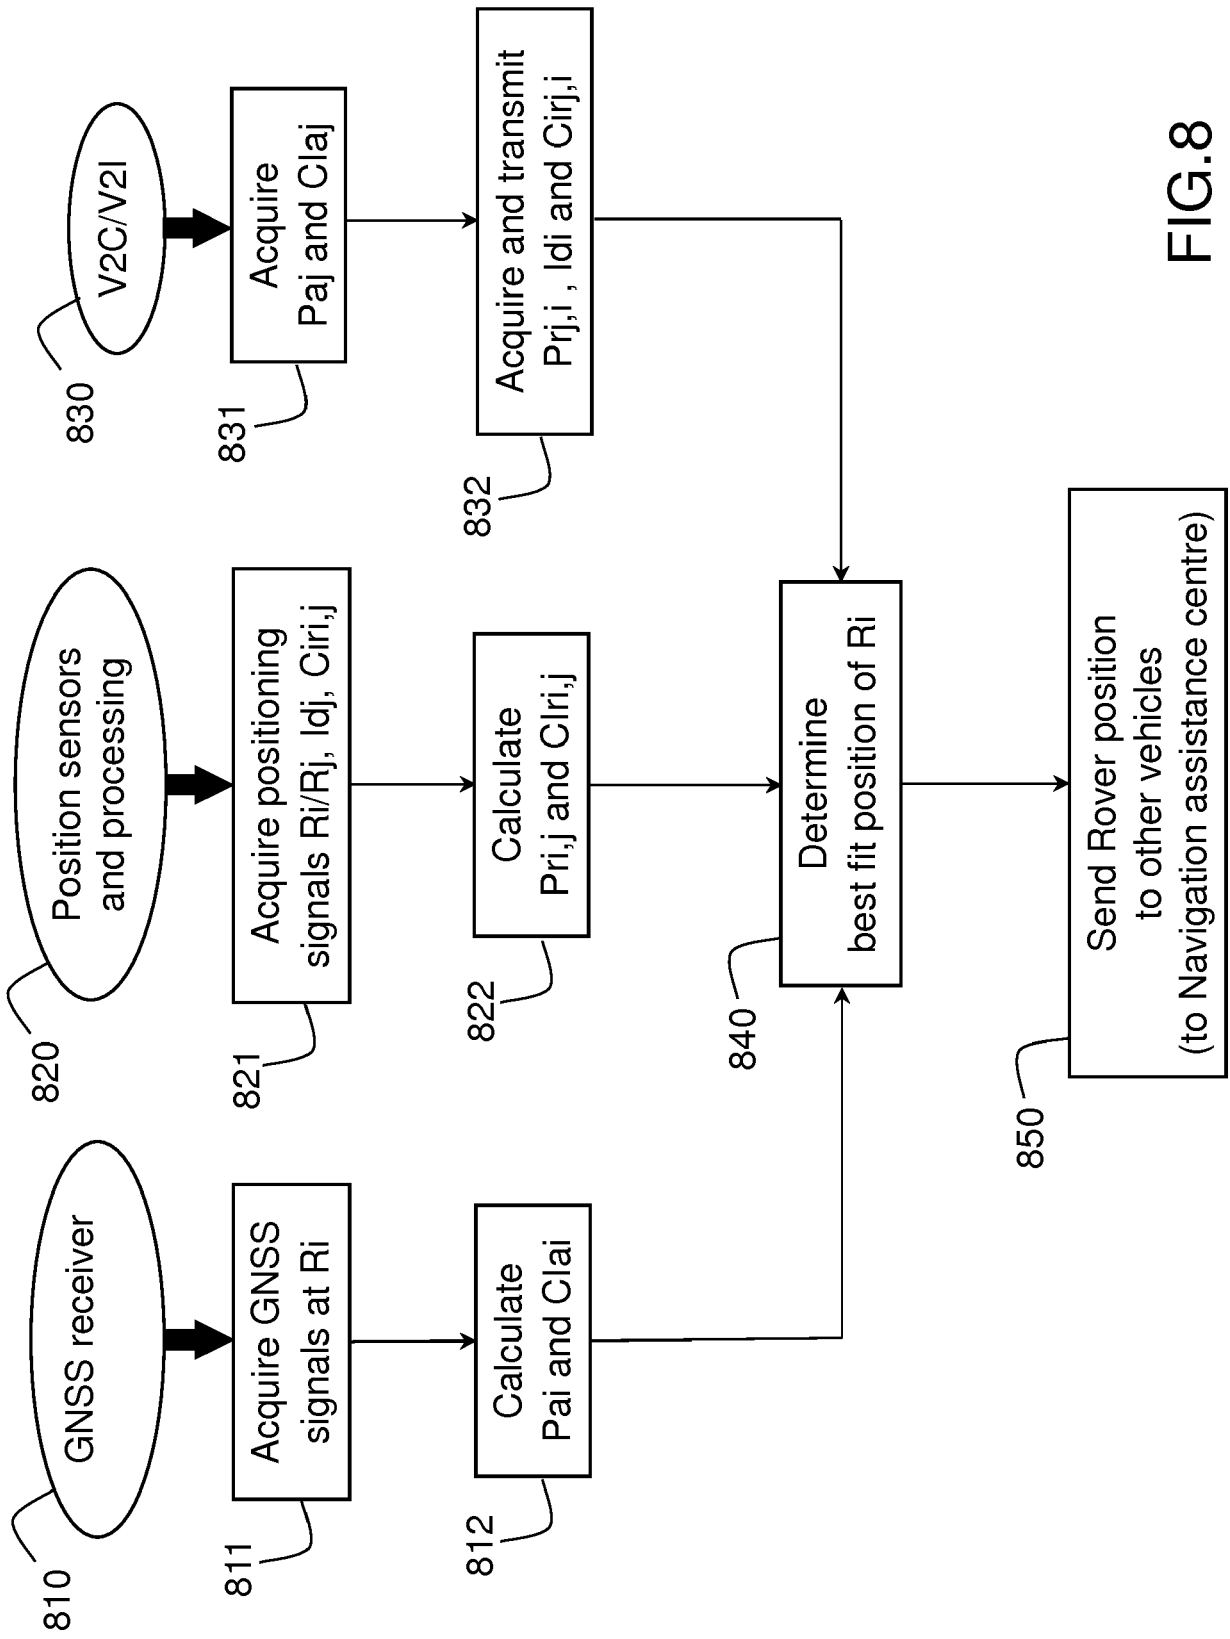 810
GNSS receiver
811
Acquire GNSS
signals at Ri
812
Calculate
Pai and Clai
820
Position sensors
and processing
821
Acquire positioning
signals Ri/Rj, Idj, Ciri,j
822
Calculate
Pri,j and Clri,j
830
V2C/V2I
831
Acquire
Paj and Claj
832
Acquire and transmit
Prj,i , Idi and Cirj,i
840
Determine
best fit position of Ri
850
Send Rover position
to other vehicles
(to Navigation assistance centre)
FIG.8